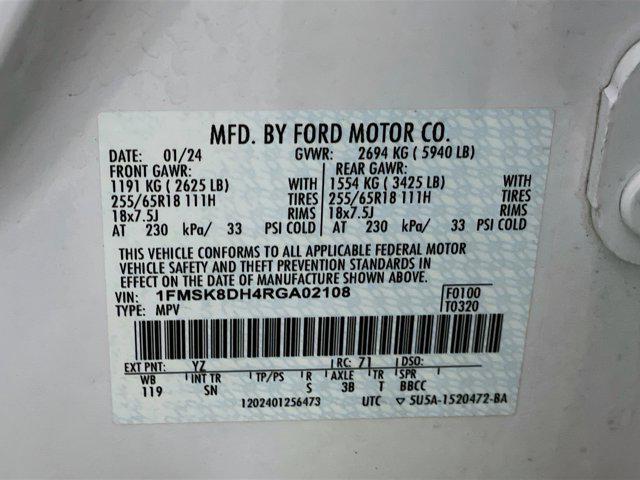 MFD. BY FORD MOTOR CO.
DATE: 01/24 GVWR: 2694 KG ( 5940 LB)
FRONT GAWR: REAR GAWR:
1191 KG ( 2625 LB) WITH 1554 KG ( 3425 LB) WITH
255/65R18 111H TIRES 255/65R18 111H TIRES
18x7.5J RIMS 18x7.5J RIMS
AT 230 kPa/ 33 PSI COLD AT 230 kPa/ 33 PSI COLD
THIS VEHICLE CONFORMS TO ALL APPLICABLE FEDERAL MOTOR
VEHICLE SAFETY AND THEFT PREVENTION STANDARDS IN
EFFECT ON THE DATE OF MANUFACTURE SHOWN ABOVE.
VIN: 1FMSK8DH4RGA02108 F0100
TYPE: MPV T0320
EXT PNT: YZ RC: 71 DSO:
WB INT TR TP/PS R AXLE TR SPR
119 SN S 3B T BBCC
1202401256473 UTC 5U5A-1520472-BA